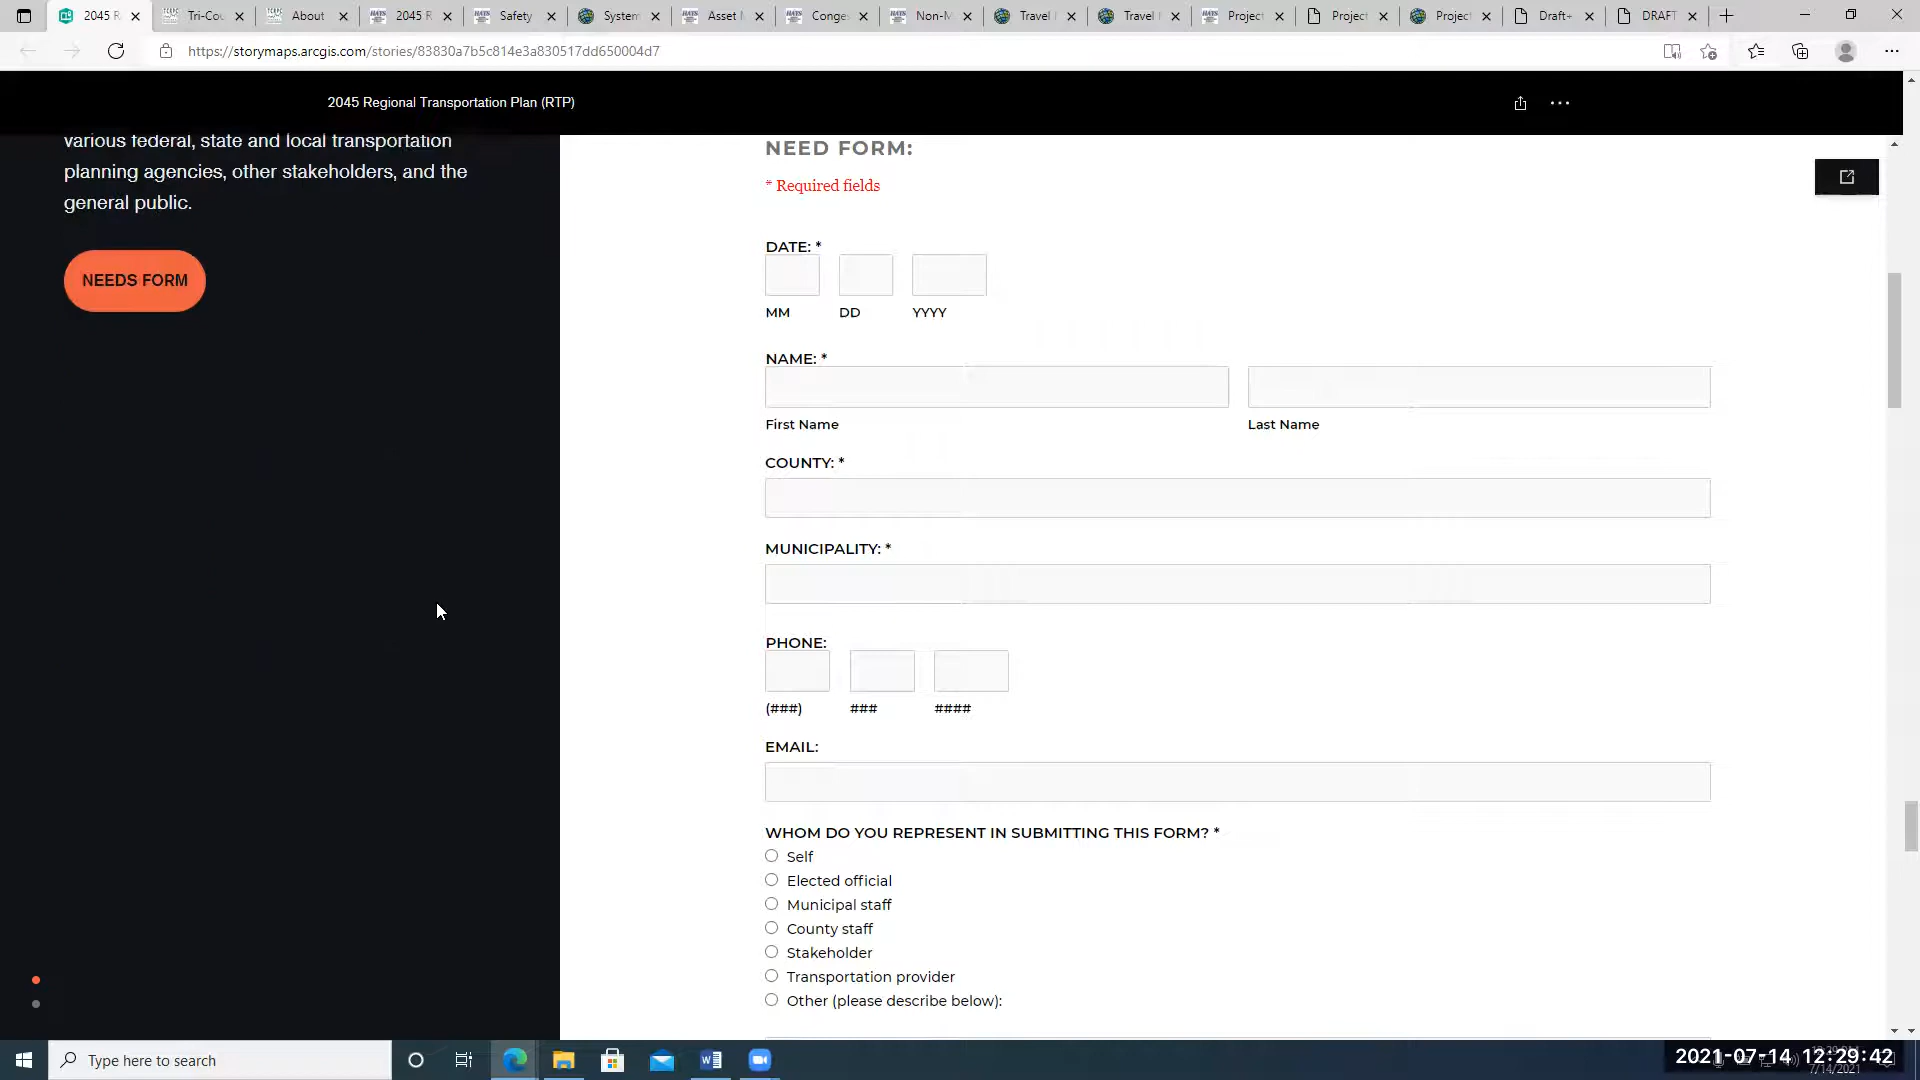 2045 R
Tri-Cou
About
2045 R
Safety
System
Asset
Conge
Non-M
Travel
Travel
Project
Project
Project
Draft+
DRAFT
https://storymaps.arcgis.com/stories/83830a7b5c814e3a830517dd650004d7
2045 Regional Transportation Plan (RTP)
various federal, state and local transportation
planning agencies, other stakeholders, and the
general public.
NEEDS FORM
NEED FORM:
* Required fields
DATE: *
MM DD YYYY
NAME: *
First Name Last Name
COUNTY: *
MUNICIPALITY: *
PHONE:
(###) ### ####
EMAIL:
WHOM DO YOU REPRESENT IN SUBMITTING THIS FORM? *
Self
Elected official
Municipal staff
County staff
Stakeholder
Transportation provider
Other (please describe below):
Type here to search
2021-07-14 12:29:42
7/14/2021